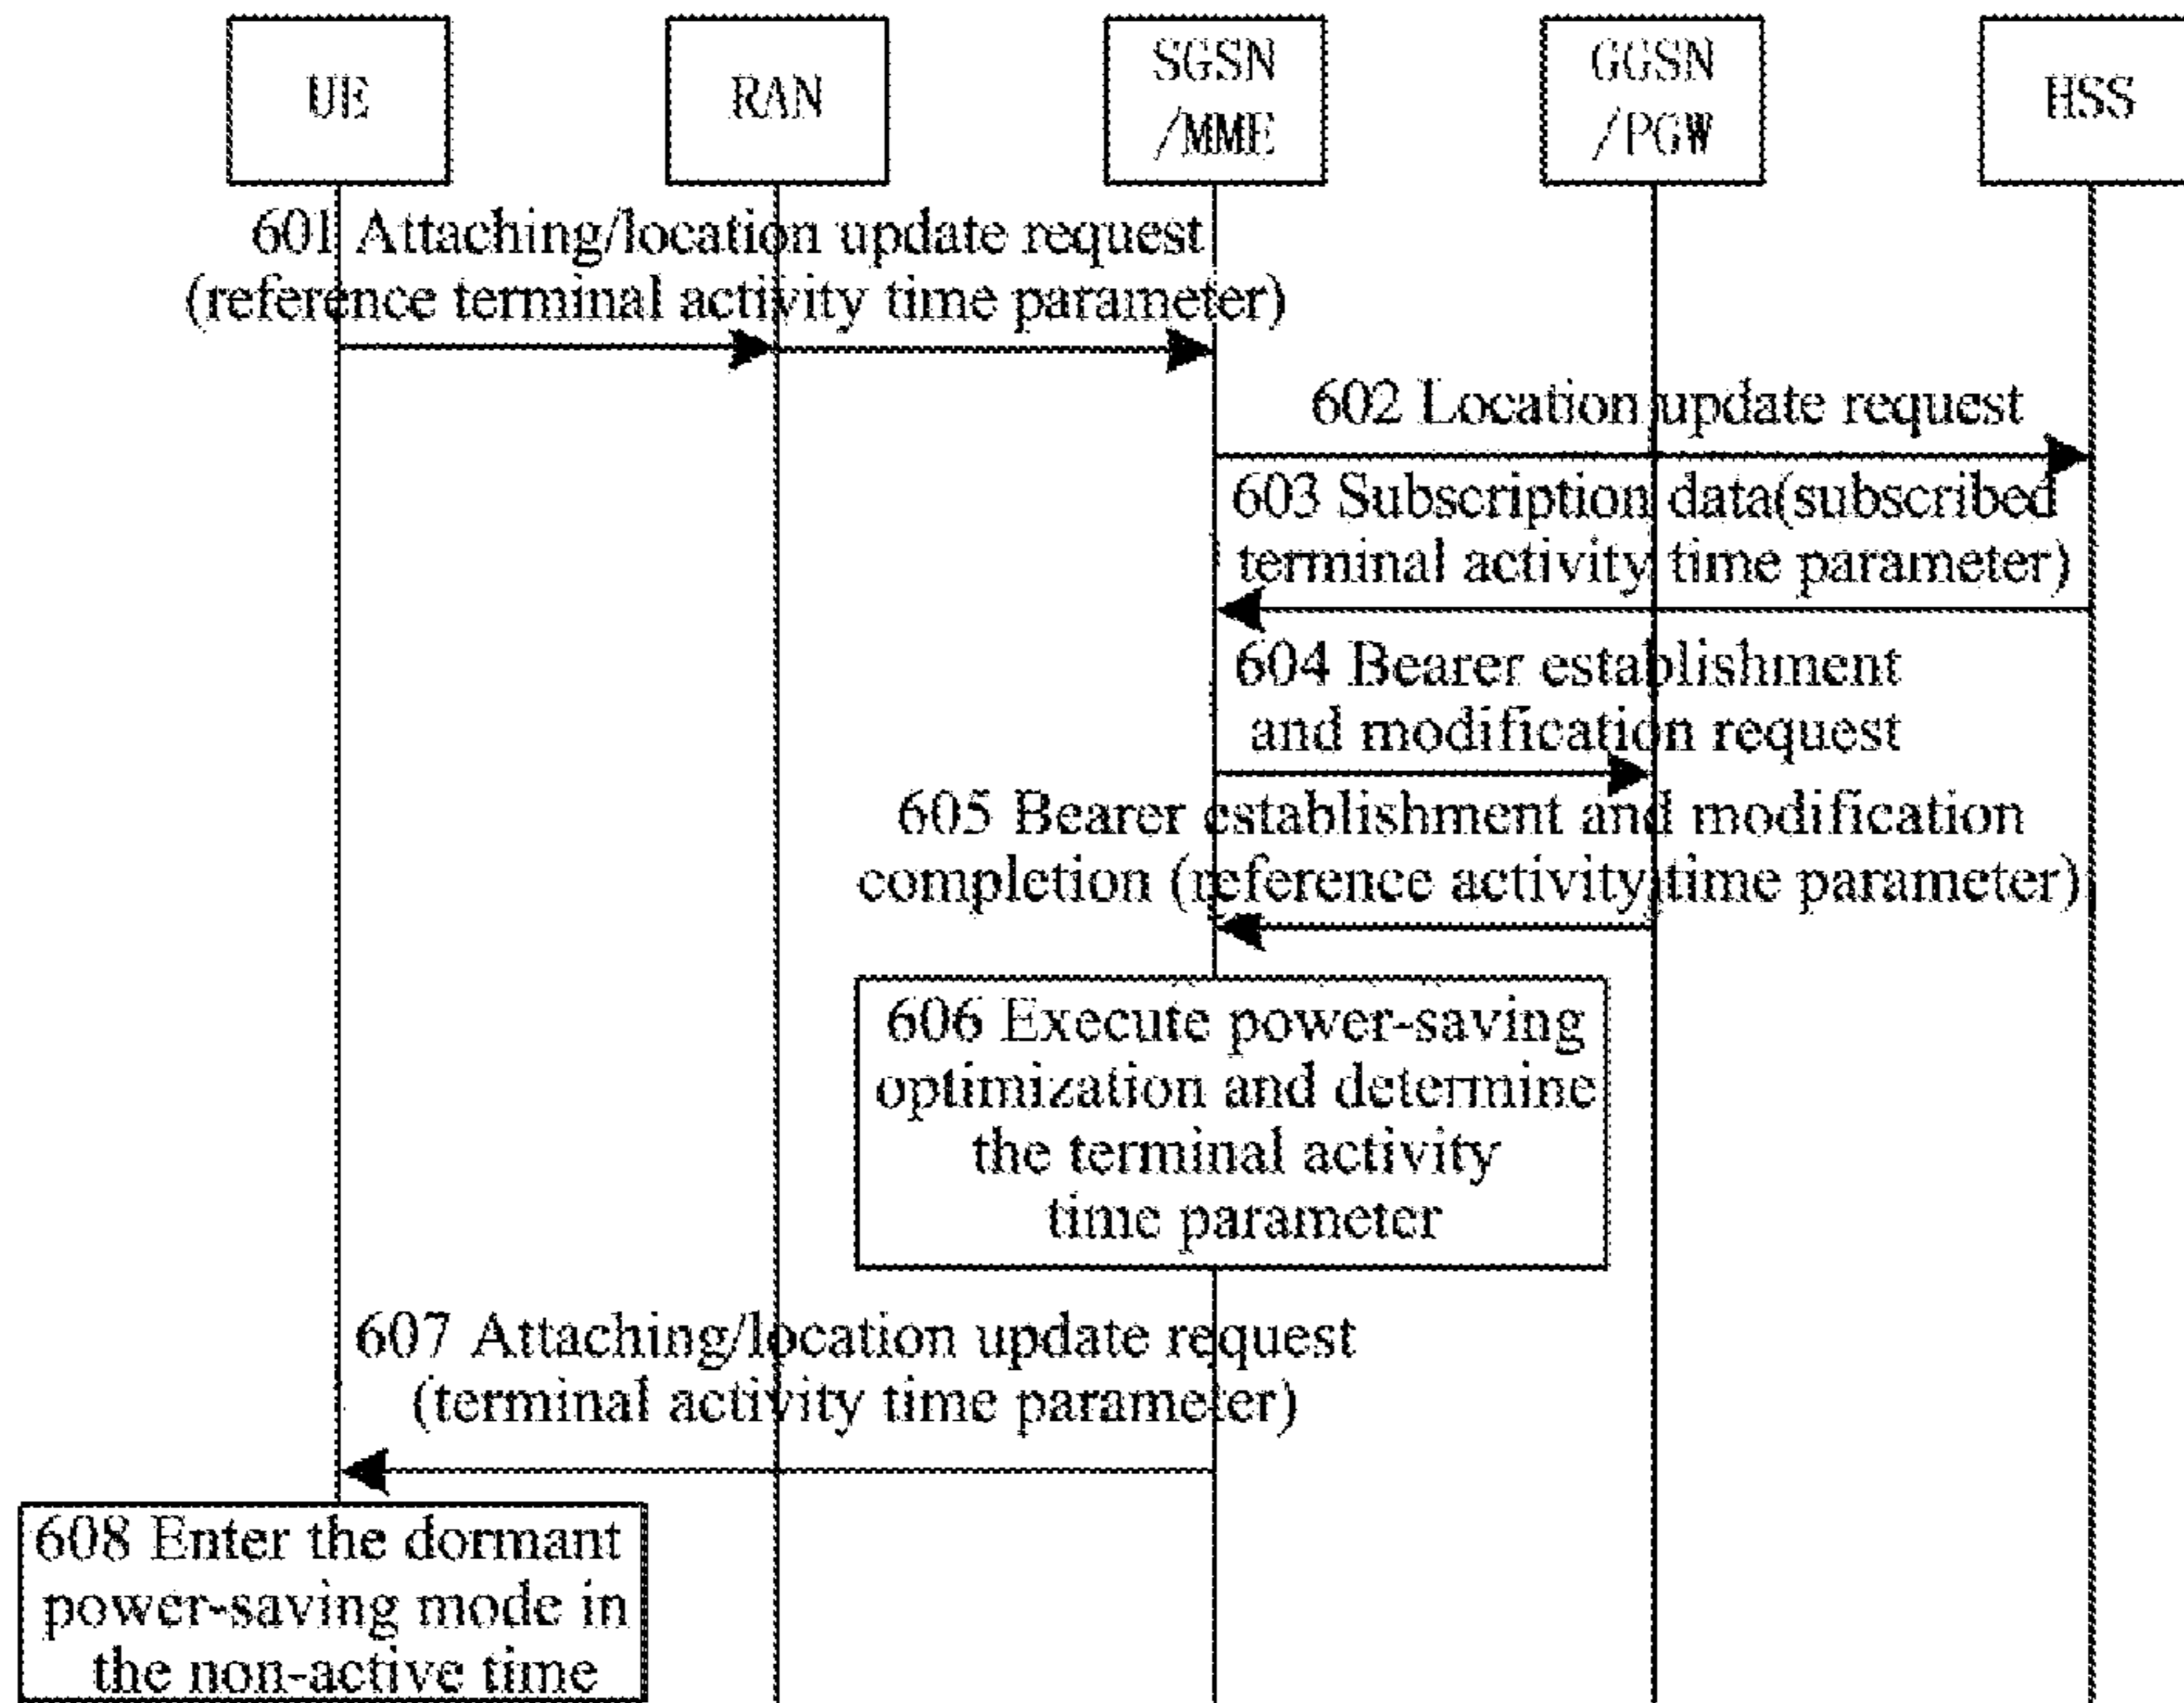 UE
RAN
SGSN
/MME
GGSN
/PGW
HSS
601 Attaching/location update request
(reference terminal activity time parameter)
602 Location update request
603 Subscription data(subscribed
terminal activity time parameter)
604 Bearer establishment
and modification request
605 Bearer establishment and modification
completion (reference activity time parameter)
606 Execute power-saving
optimization and determine
the terminal activity
time parameter
607 Attaching/location update request
(terminal activity time parameter)
608 Enter the dormant
power-saving mode in
the non-active time